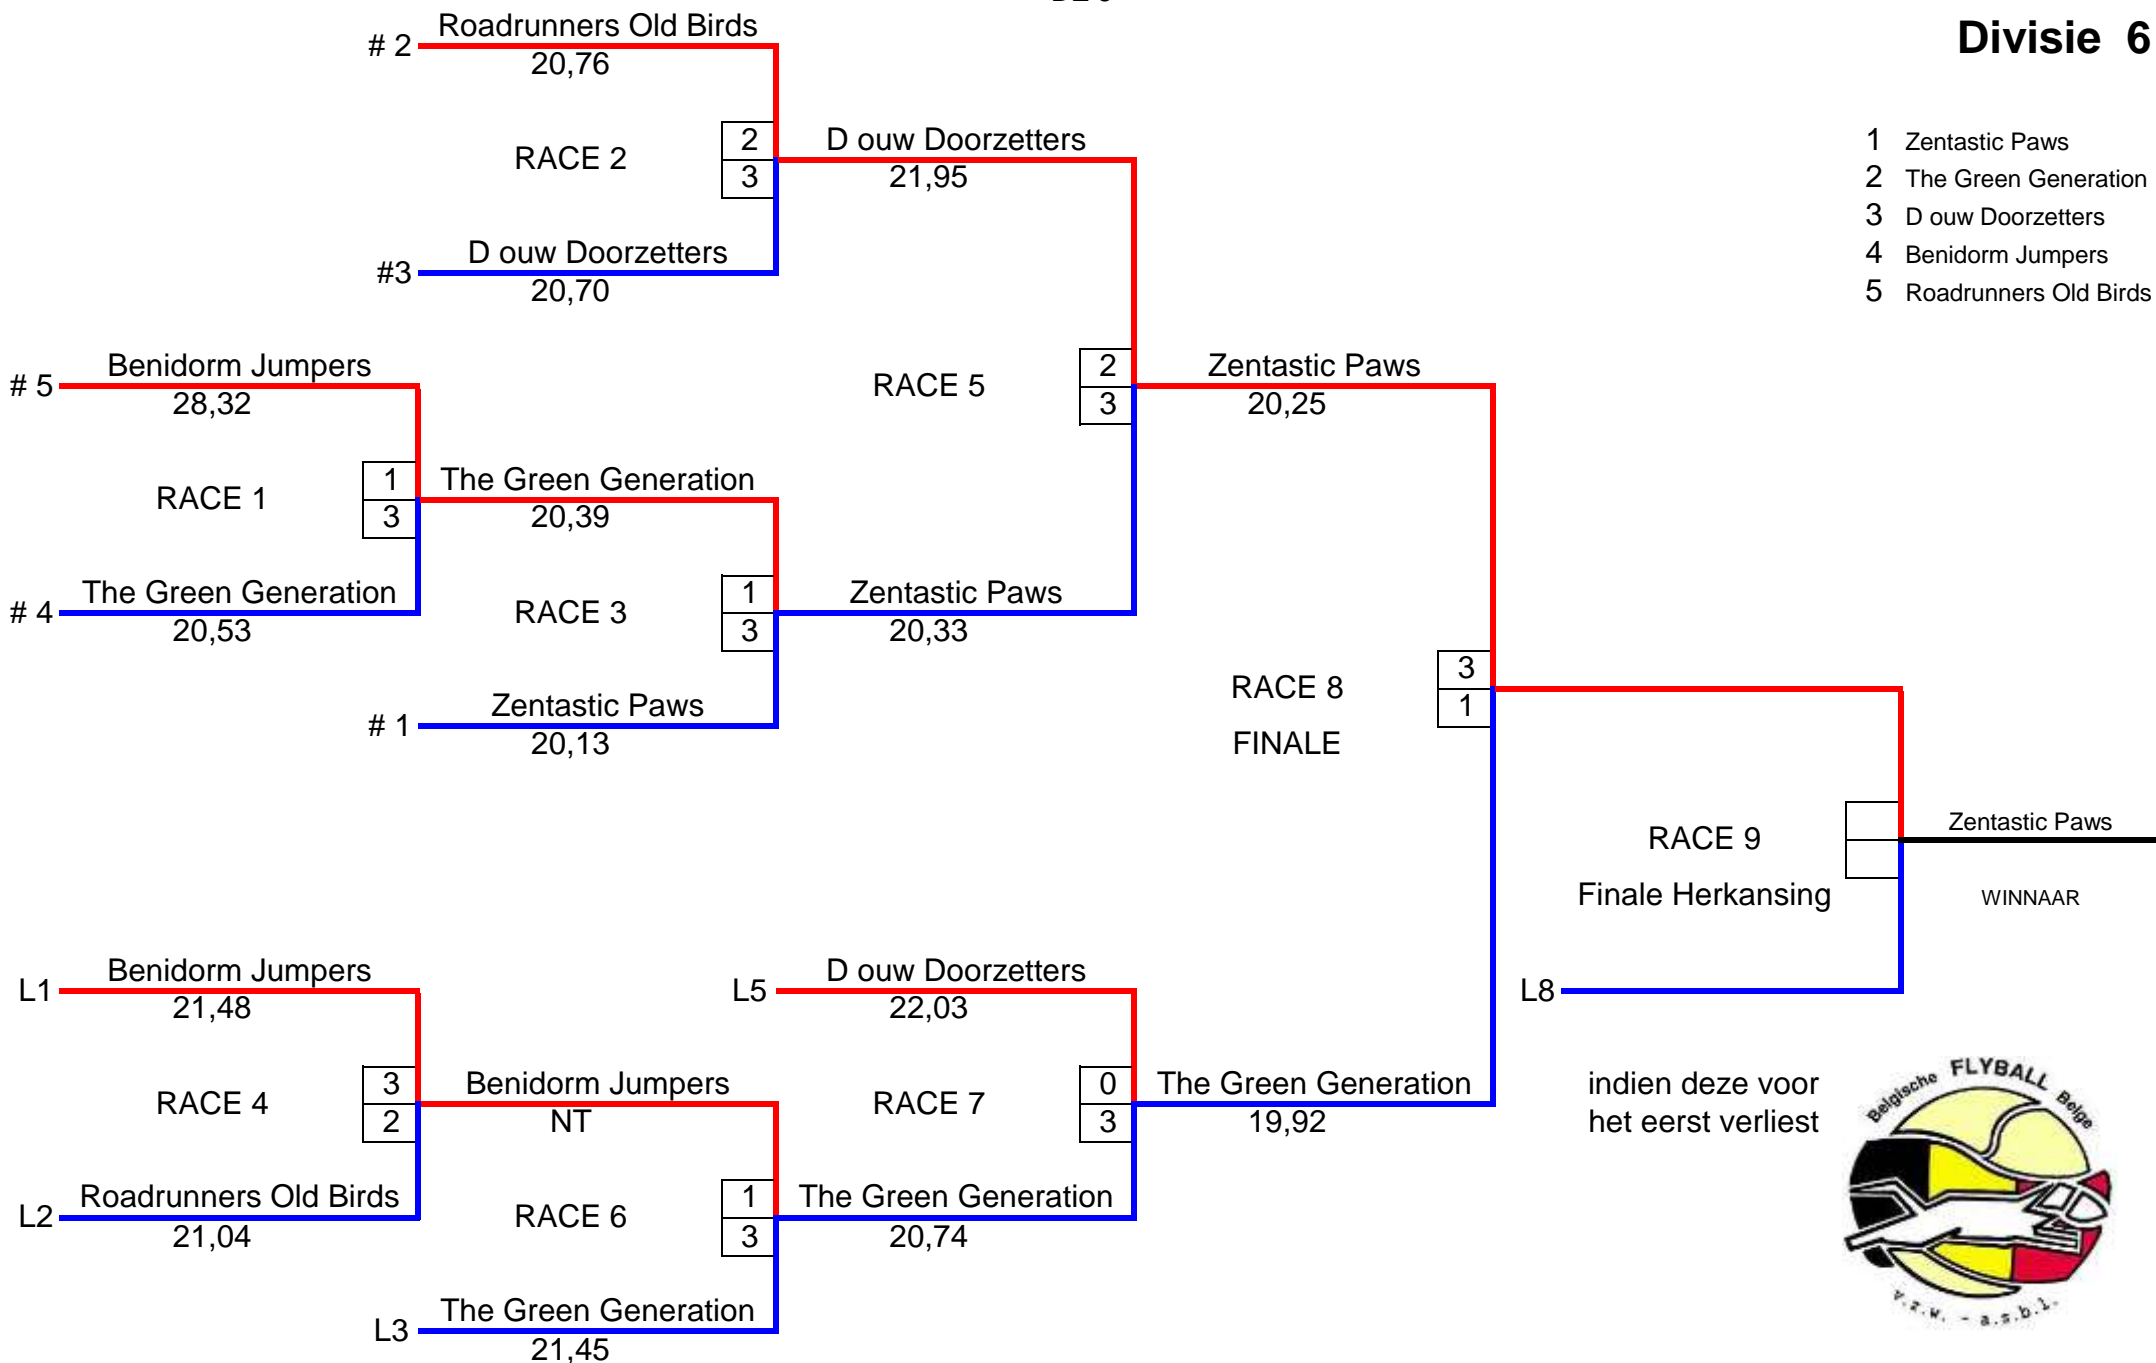 Divisie 6
1 Zentastic Paws
2 The Green Generation
3 D ouw Doorzetters
4 Benidorm Jumpers
5 Roadrunners Old Birds
# 2
Roadrunners Old Birds
20,76
RACE 2
2
3
#3
D ouw Doorzetters
20,70
D ouw Doorzetters
21,95
# 5
Benidorm Jumpers
28,32
RACE 1
1
3
# 4
The Green Generation
20,53
The Green Generation
20,39
RACE 3
1
3
# 1
Zentastic Paws
20,13
Zentastic Paws
20,33
RACE 5
2
3
Zentastic Paws
20,25
RACE 8
FINALE
3
1
RACE 9
Finale Herkansing
Zentastic Paws
WINNAAR
L1
Benidorm Jumpers
21,48
RACE 4
3
2
L2
Roadrunners Old Birds
21,04
Benidorm Jumpers
NT
RACE 6
1
3
L3
The Green Generation
21,45
L5
D ouw Doorzetters
22,03
RACE 7
0
3
The Green Generation
20,74
The Green Generation
19,92
L8
indien deze voor
het eerst verliest
Belgische FLYBALL Belge
v.z.w. - a.s.b.l.